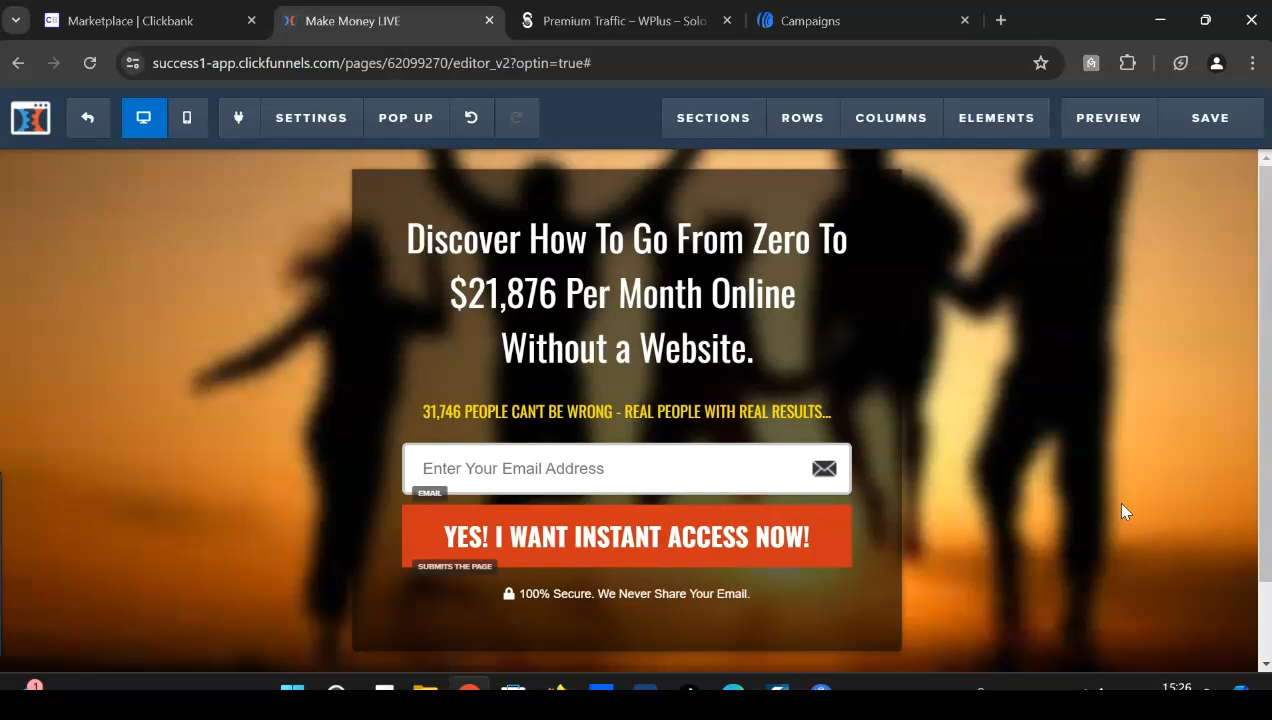 Marketplace | Clickbank
Make Money LIVE
Premium Traffic – WPlus – Solo
Campaigns
success1-app.clickfunnels.com/pages/62099270/editor_v2?optin=true#
SETTINGS
POP UP
SECTIONS
ROWS
COLUMNS
ELEMENTS
PREVIEW
SAVE
Discover How To Go From Zero To
$21,876 Per Month Online
Without a Website.
31,746 PEOPLE CAN'T BE WRONG - REAL PEOPLE WITH REAL RESULTS...
Enter Your Email Address
EMAIL
YES! I WANT INSTANT ACCESS NOW!
SUBMITS THE PAGE
100% Secure. We Never Share Your Email.
1
15:26